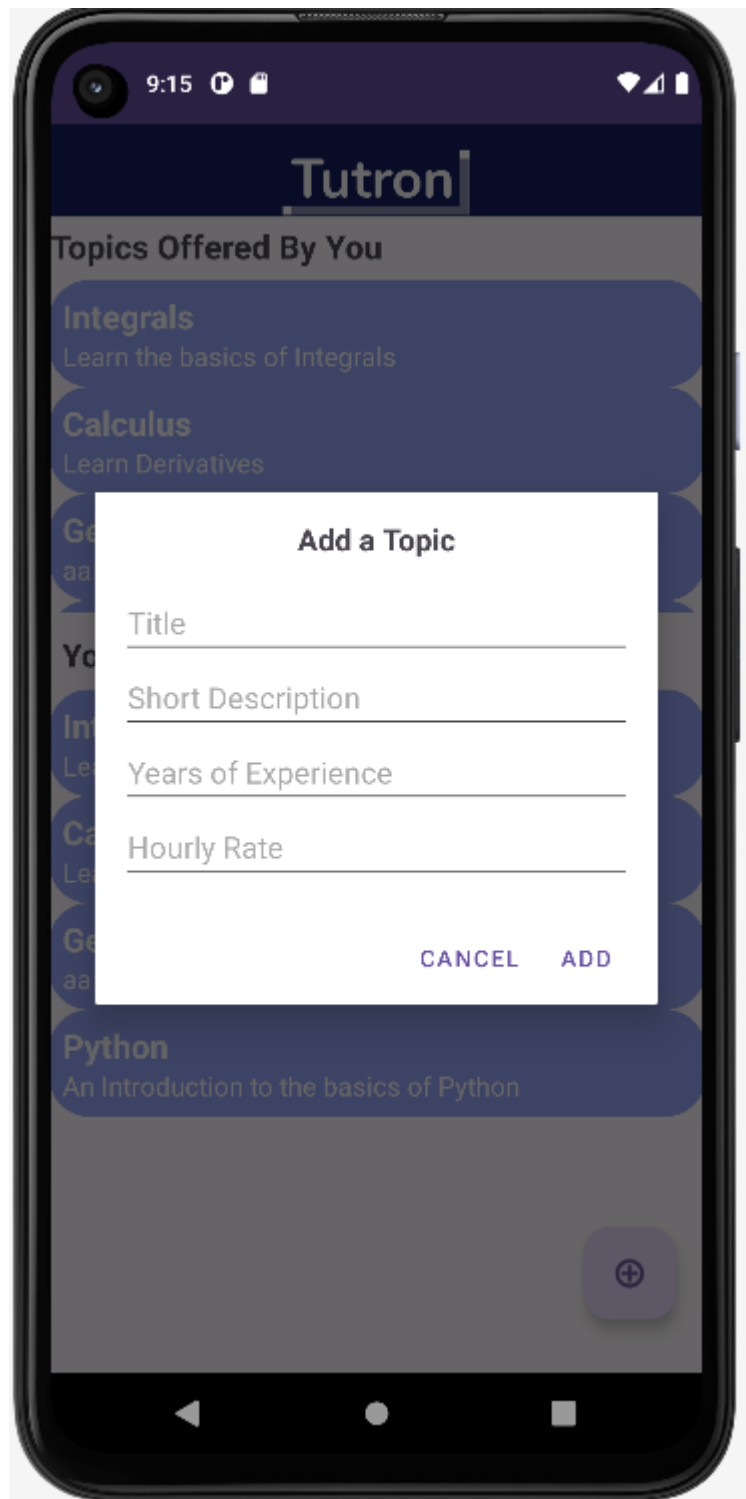 9:15
Tutron
Topics Offered By You
Integrals
Learn the basics of Integrals
Calculus
Learn Derivatives
Add a Topic
Title
Short Description
Years of Experience
Hourly Rate
CANCEL
ADD
Python
An Introduction to the basics of Python